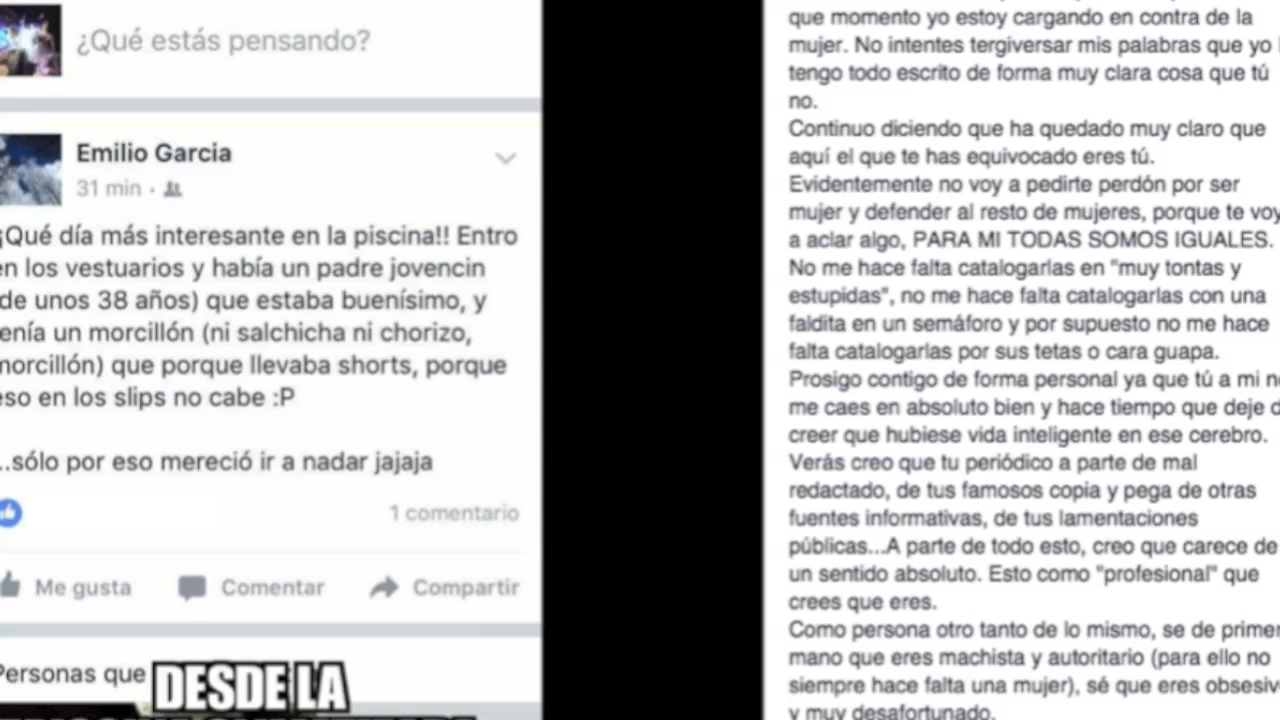 ¿Qué estás pensando?
Emilio Garcia
31 min ·
¡Qué día más interesante en la piscina!! Entro
en los vestuarios y había un padre jovencin
(de unos 38 años) que estaba buenísimo, y
tenía un morcillón (ni salchicha ni chorizo,
morcillón) que porque llevaba shorts, porque
eso en los slips no cabe :P
...sólo por eso mereció ir a nadar jajaja
1 comentario
Me gusta Comentar Compartir
Personas que
DESDE LA
que momento yo estoy cargando en contra de la
mujer. No intentes tergiversar mis palabras que yo l
tengo todo escrito de forma muy clara cosa que tú
no.
Continuo diciendo que ha quedado muy claro que
aquí el que te has equivocado eres tú.
Evidentemente no voy a pedirte perdón por ser
mujer y defender al resto de mujeres, porque te voy
a aclar algo, PARA MI TODAS SOMOS IGUALES.
No me hace falta catalogarlas en "muy tontas y
estupidas", no me hace falta catalogarlas con una
faldita en un semáforo y por supuesto no me hace
falta catalogarlas por sus tetas o cara guapa.
Prosigo contigo de forma personal ya que tú a mi no
me caes en absoluto bien y hace tiempo que deje d
creer que hubiese vida inteligente en ese cerebro.
Verás creo que tu periódico a parte de mal
redactado, de tus famosos copia y pega de otras
fuentes informativas, de tus lamentaciones
públicas...A parte de todo esto, creo que carece de
un sentido absoluto. Esto como "profesional" que
crees que eres.
Como persona otro tanto de lo mismo, se de primer
mano que eres machista y autoritario (para ello no
siempre hace falta una mujer), sé que eres obsesiv
y muy desafortunado.